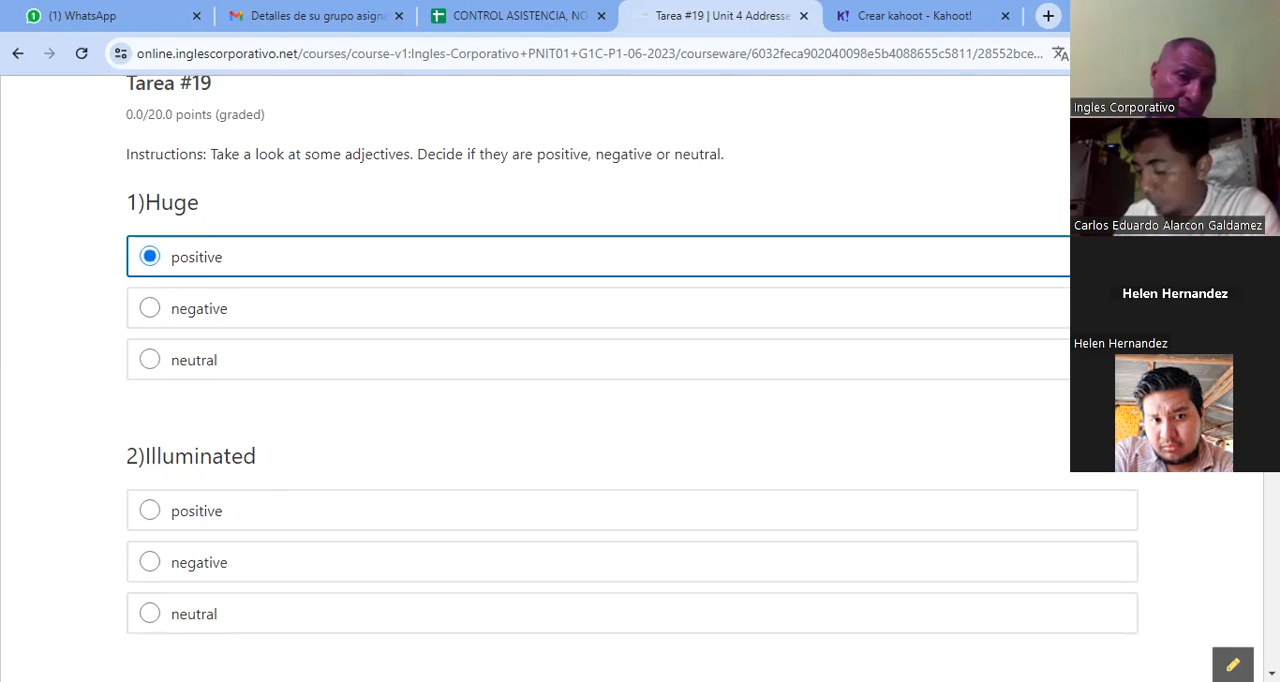 (1) WhatsApp
Detalles de su grupo asigna
CONTROL ASISTENCIA, NO
Tarea #19 | Unit 4 Addresse
K! Crear kahoot - Kahoot!
online.inglescorporativo.net/courses/course-v1:Ingles-Corporativo+PNIT01+G1C-P1-06-2023/courseware/6032feca902040098e5b4088655c5811/28552bce...
Tarea #19
0.0/20.0 points (graded)
Instructions: Take a look at some adjectives. Decide if they are positive, negative or neutral.
1)Huge
positive
negative
neutral
2)Illuminated
positive
negative
neutral
Ingles Corporativo
Carlos Eduardo Alarcon Galdamez
Helen Hernandez
Helen Hernandez